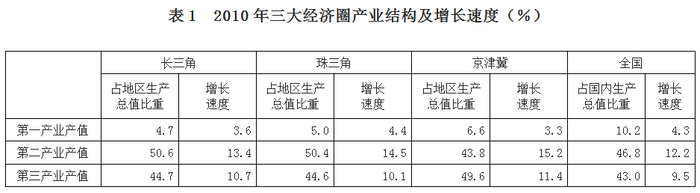 表1 2010年三大经济圈产业结构及增长速度（%）
长三角 珠三角 京津冀 全国
占地区生产总值比重 增长速度 占地区生产总值比重 增长速度 占地区生产总值比重 增长速度 占国内生产总值比重 增长速度
第一产业产值 4.7 3.6 5.0 4.4 6.6 3.3 10.2 4.3
第二产业产值 50.6 13.4 50.4 14.5 43.8 15.2 46.8 12.2
第三产业产值 44.7 10.7 44.6 10.1 49.6 11.4 43.0 9.5